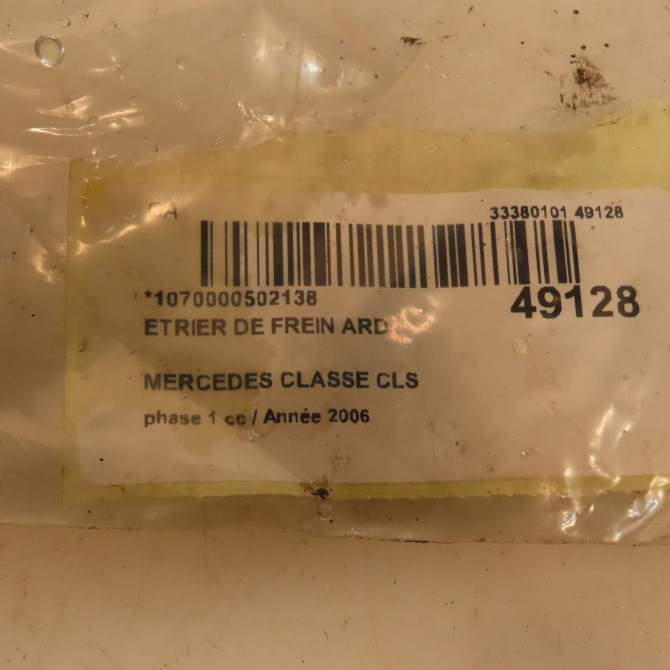 33380101 49128
*1070000502138
49128
ETRIER DE FREIN ARD
MERCEDES CLASSE CLS
phase 1 cc / Année 2006